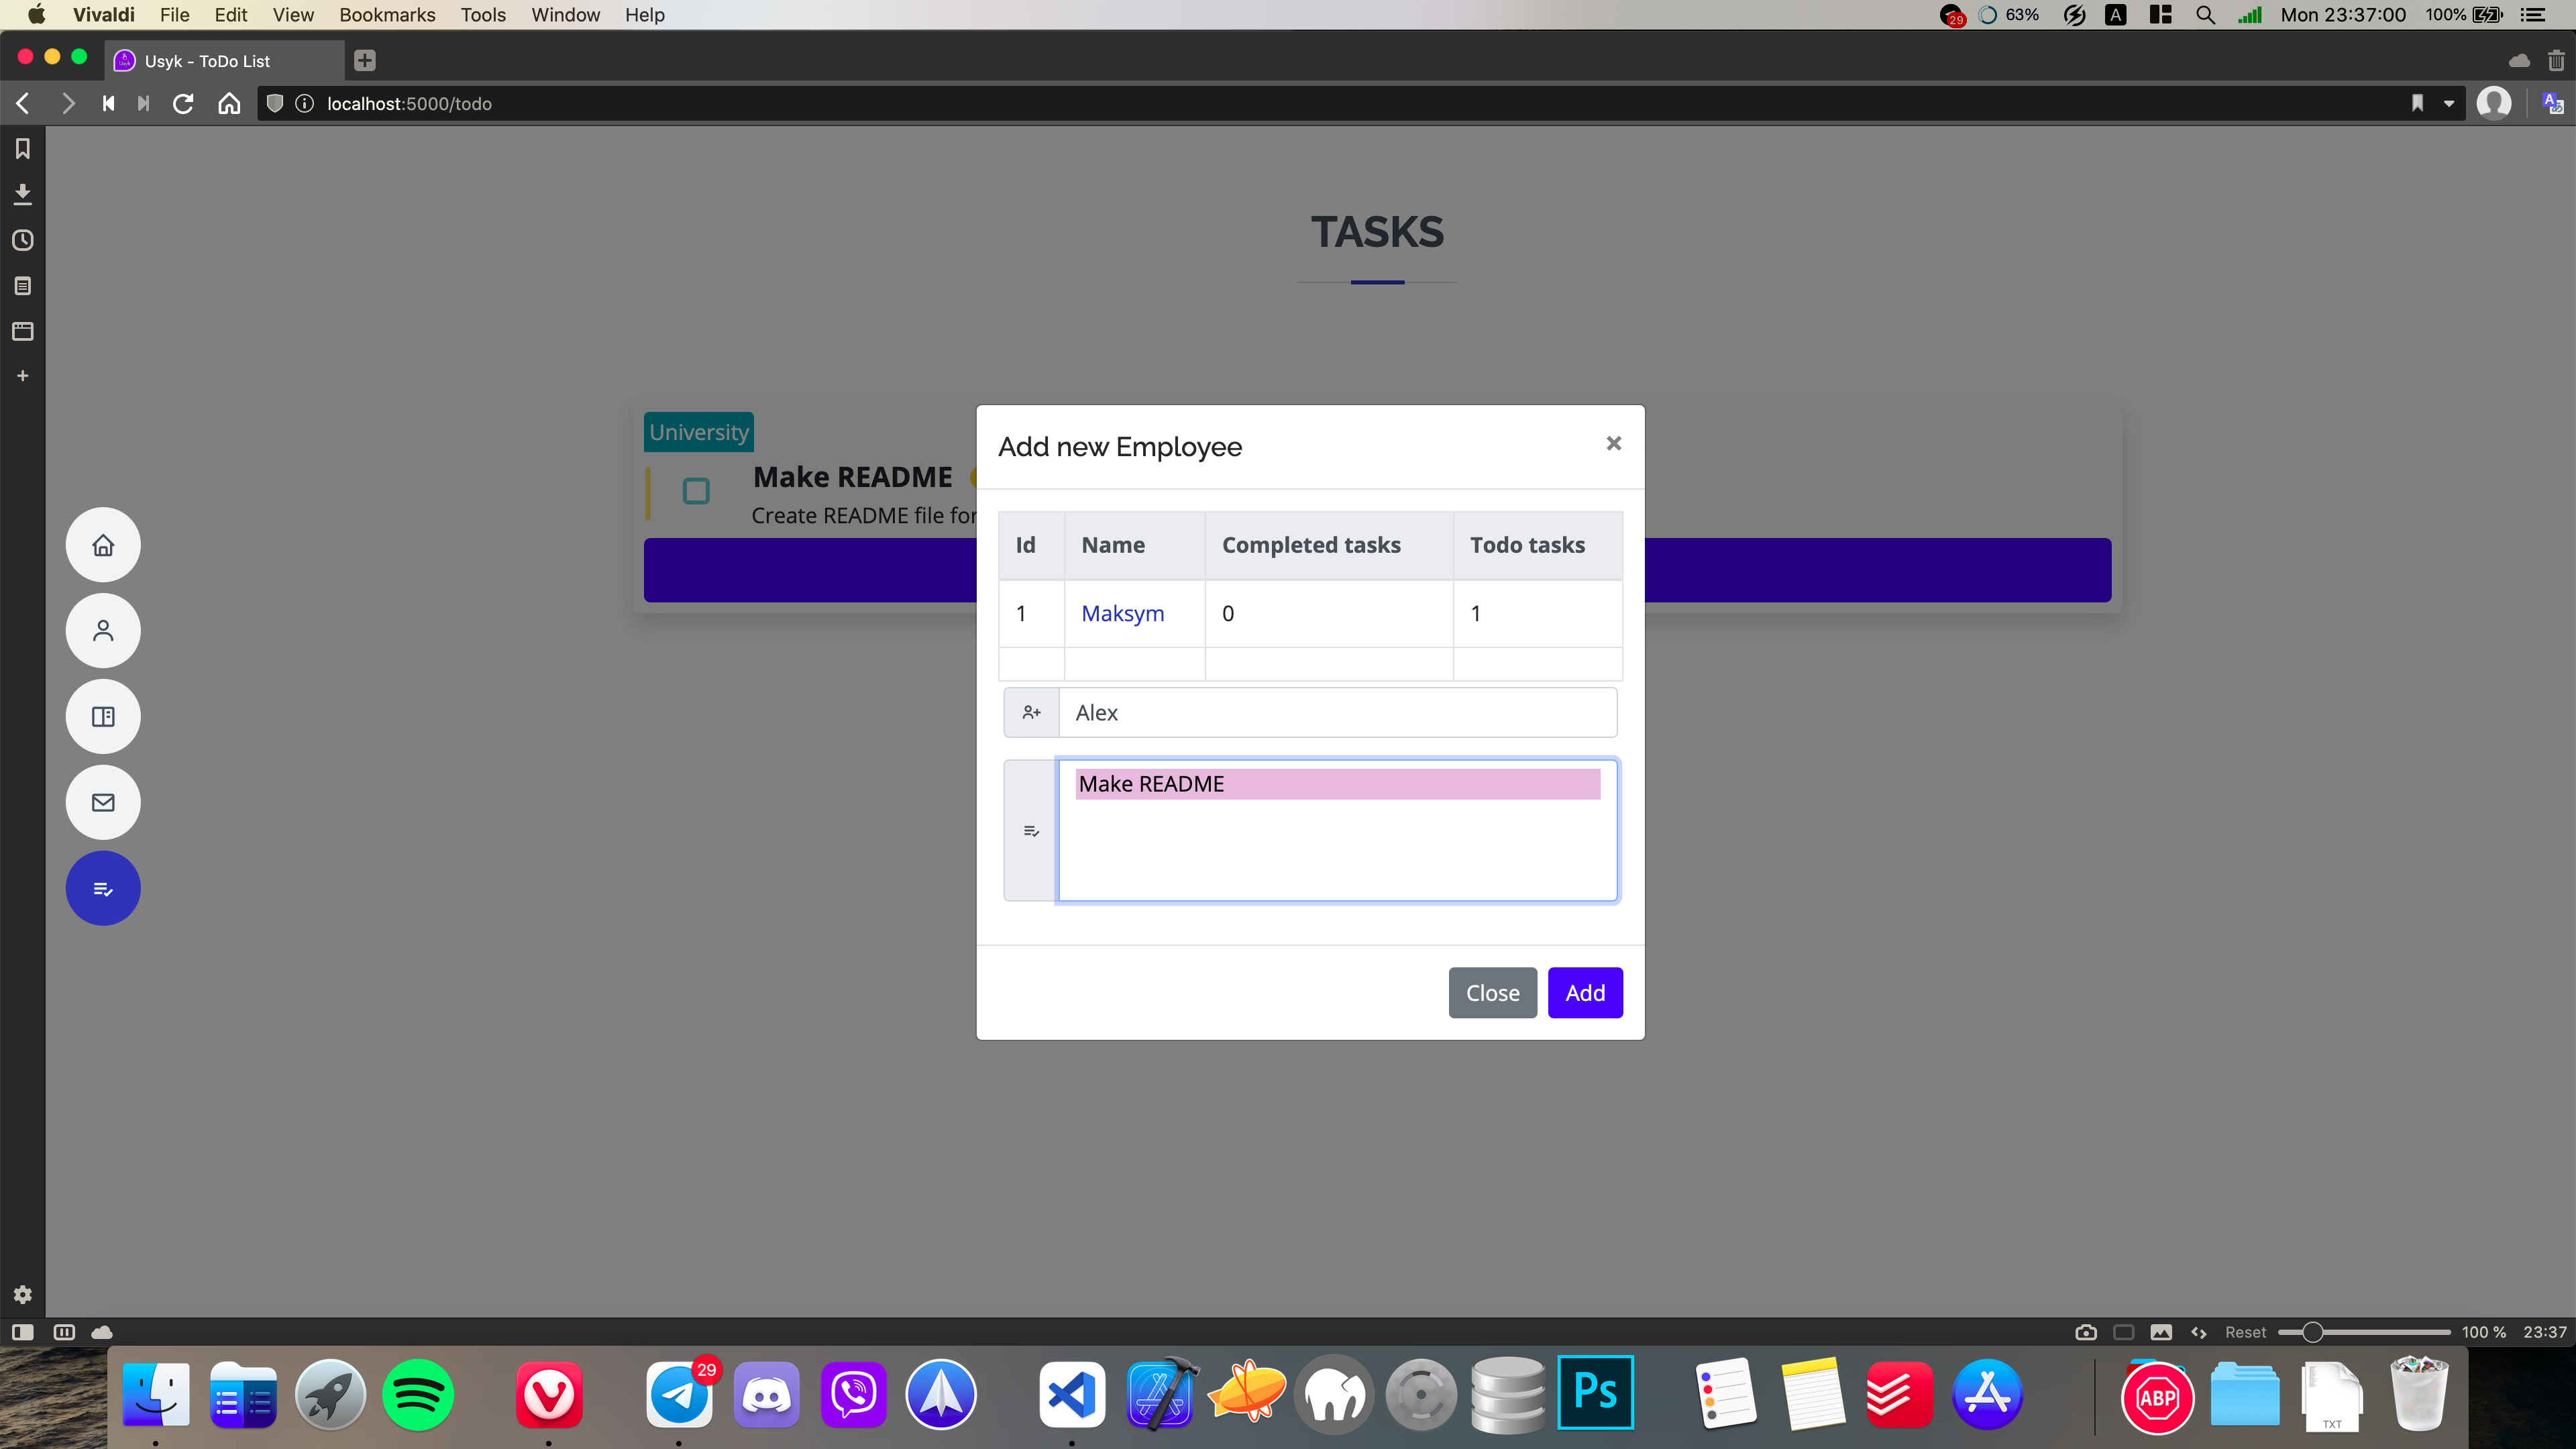 Vivaldi File Edit View Bookmarks Tools Window Help 29 63% A Mon 23:37:00 100%
Usyk - ToDo List
localhost:5000/todo
TASKS
University
Make README
Create README file for
Add new Employee ×
Id Name Completed tasks Todo tasks
1 Maksym 0 1
Alex
Make README
Close Add
Reset 100 % 23:37
29
Ps
ABP
TXT